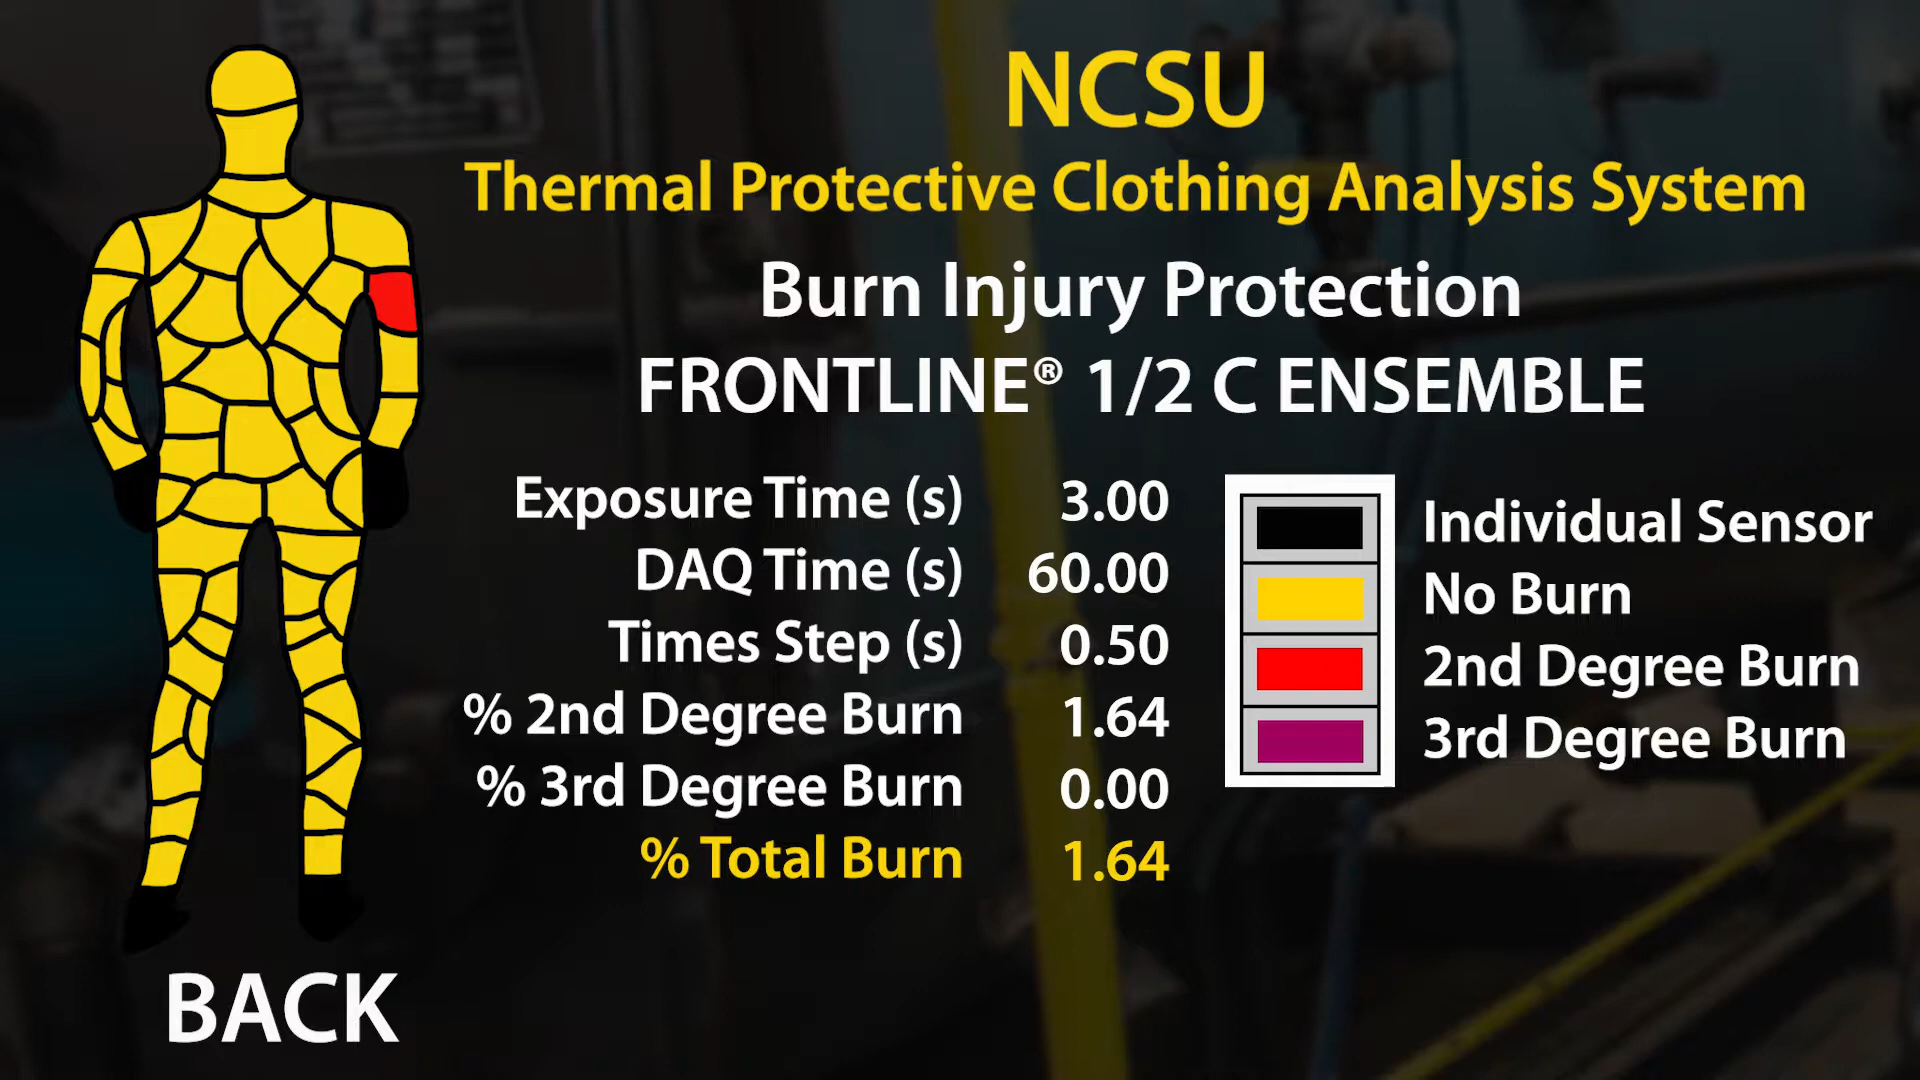 NCSU
Thermal Protective Clothing Analysis System
Burn Injury Protection
FRONTLINE® 1/2 C ENSEMBLE
Exposure Time (s) 3.00
DAQ Time (s) 60.00
Times Step (s) 0.50
% 2nd Degree Burn 1.64
% 3rd Degree Burn 0.00
% Total Burn 1.64
Individual Sensor
No Burn
2nd Degree Burn
3rd Degree Burn
BACK